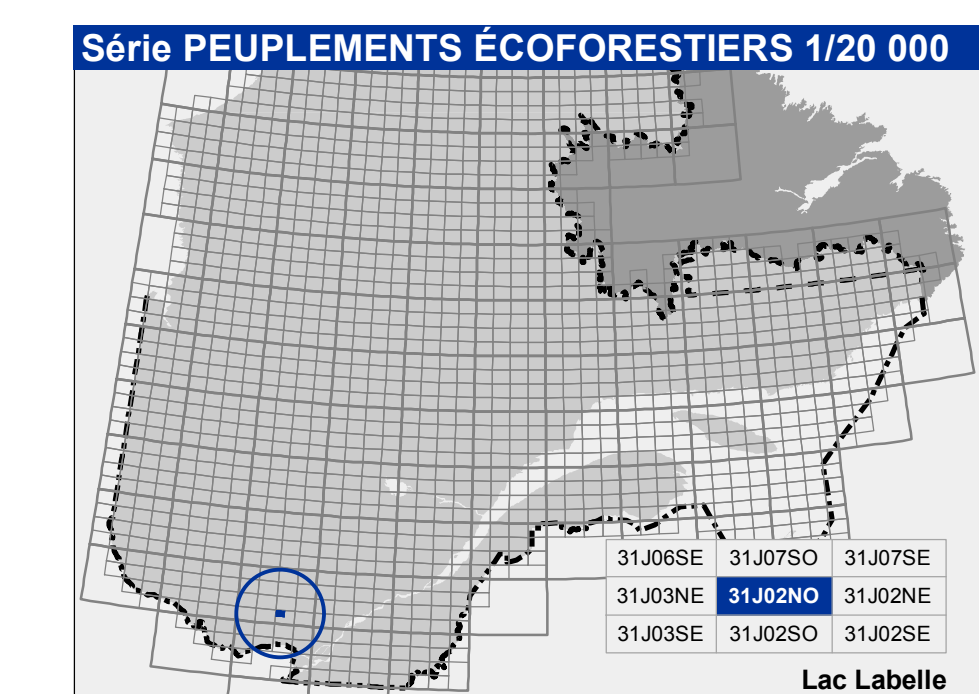 Série PEUPLEMENTS ÉCOFORESTIERS 1/20 000
31J06SE 31J07SO 31J07SE
31J03NE 31J02NO 31J02NE
31J03SE 31J02SO 31J02SE
Lac Labelle